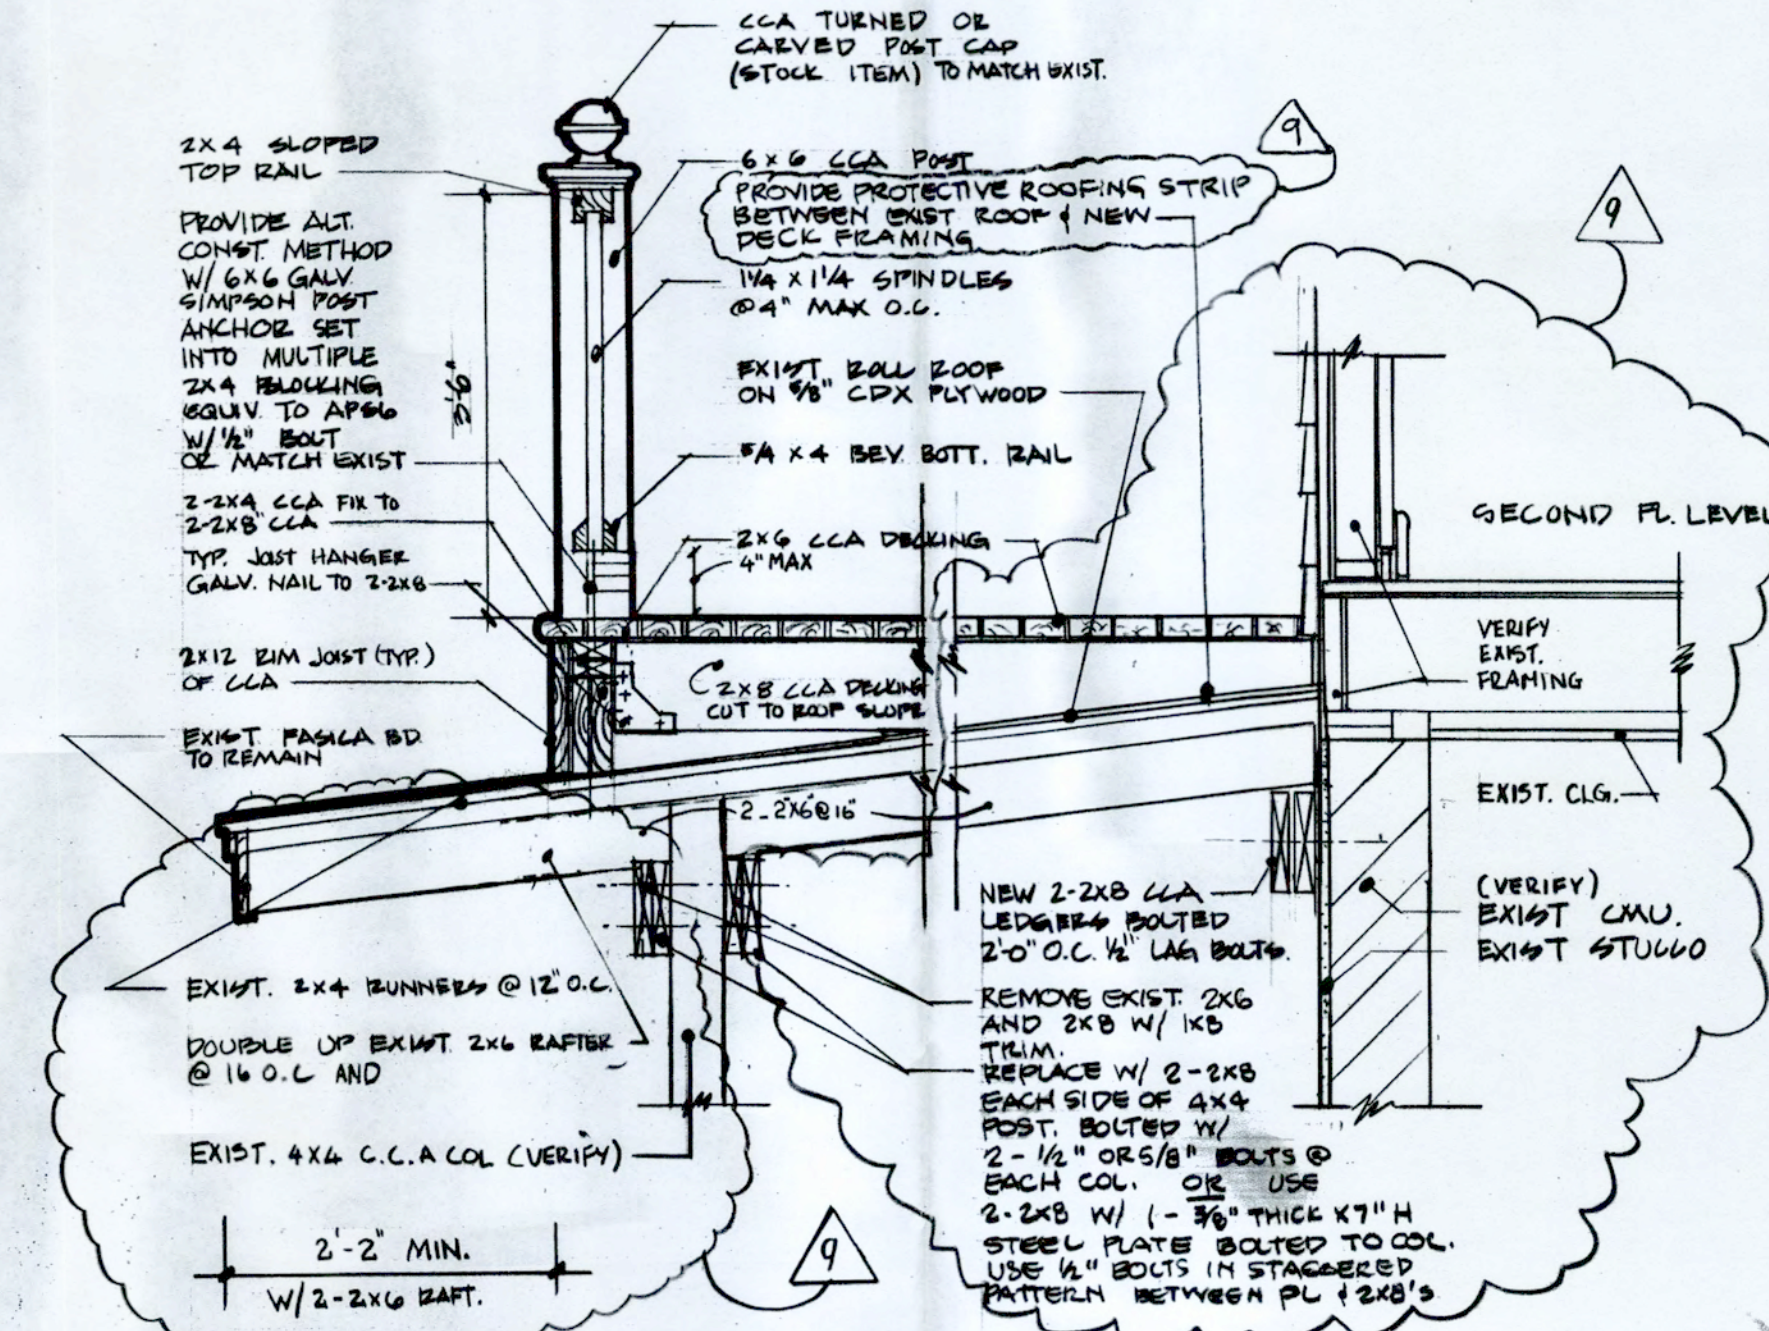 CCA TURNED OR
CARVED POST CAP
(STOCK ITEM) TO MATCH EXIST.
9
9
2X4 SLOPED
TOP RAIL
6 X 6 CCA POST
PROVIDE PROTECTIVE ROOFING STRIP
BETWEEN EXIST ROOF & NEW
DECK FRAMING
PROVIDE ALT.
CONST. METHOD
W/ 6X6 GALV.
SIMPSON POST
ANCHOR SET
INTO MULTIPLE
2X4 BLOCKING
EQUIV. TO APS66
W/ 1/2" BOLT
OR MATCH EXIST
1 1/4 X 1 1/4 SPINDLES
@ 4" MAX O.C.
EXIST. ROLL ROOF
ON 5/8" CDX PLYWOOD
5/4 X 4 BEV. BOTT. RAIL
2-2X4 CCA FIX TO
2-2X8 CCA
TYP. JOIST HANGER
GALV. NAIL TO 2-2X8
2X6 CCA DECKING
4" MAX
SECOND FL. LEVEL
2X12 RIM JOIST (TYP.)
OF CCA
2X8 CCA DECKING
CUT TO ROOF SLOPE
VERIFY
EXIST.
FRAMING
EXIST. FASICA BD.
TO REMAIN
2-2"X6"@16"
EXIST. CLG.
NEW 2-2X8 CCA
LEDGERS BOLTED
2'-0" O.C. 1/2" LAG BOLTS.
(VERIFY)
EXIST CMU.
EXIST STUCCO
EXIST. 2X4 RUNNERS @ 12" O.C.
DOUBLE UP EXIST. 2X6 RAFTER
@ 16 O.C AND
EXIST. 4X4 C.C.A COL (VERIFY)
REMOVE EXIST. 2X6
AND 2X8 W/ 1X8
TRIM.
REPLACE W/ 2-2X8
EACH SIDE OF 4X4
POST. BOLTED W/
2 - 1/2" OR 5/8" BOLTS @
EACH COL. OR USE
2-2X8 W/ 1 - 3/8" THICK X 7" H
STEEL PLATE BOLTED TO COL.
USE 1/2" BOLTS IN STAGGERED
PATTERN BETWEEN PL & 2X8'S
2'-2" MIN.
W/ 2-2X6 RAFT.
9